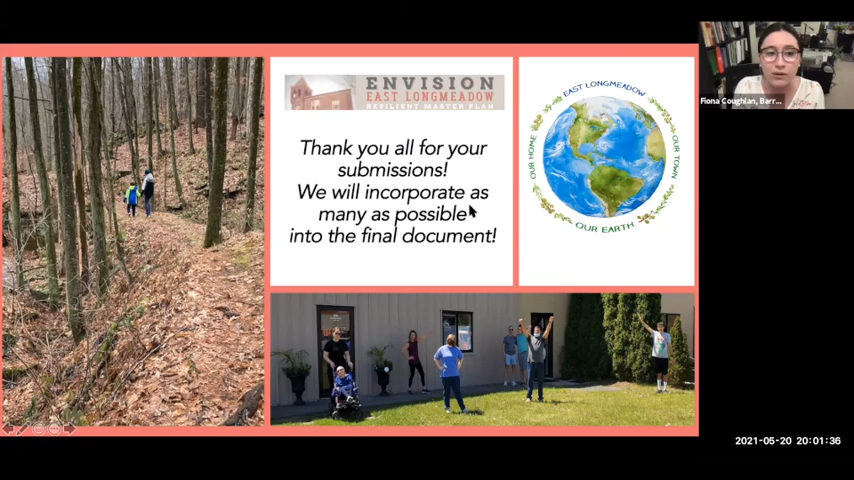 ENVISION
EAST LONGMEADOW
RESILIENT MASTER PLAN
Thank you all for your
submissions!
We will incorporate as
many as possible
into the final document!
EAST LONGMEADOW
OUR HOME
OUR TOWN
OUR EARTH
Fiona Coughlan, Barr...
2021-05-20 20:01:36